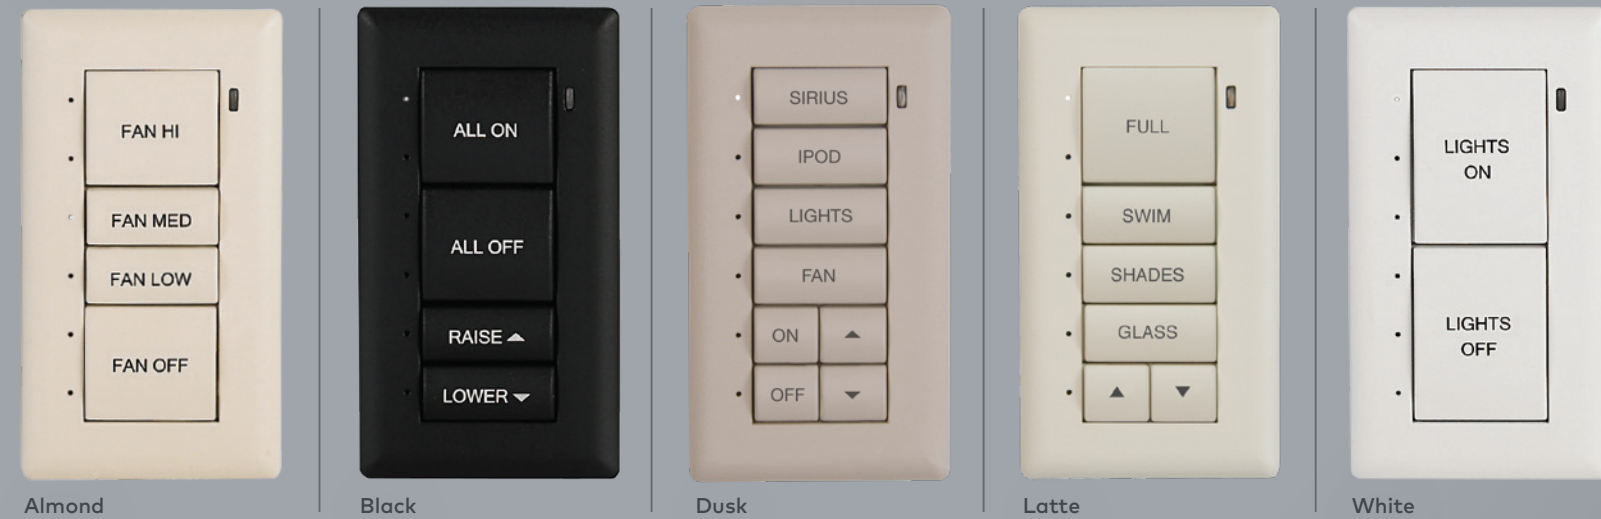 FAN HI
FAN MED
FAN LOW
FAN OFF
Almond
ALL ON
ALL OFF
RAISE
LOWER
Black
SIRIUS
IPOD
LIGHTS
FAN
ON
OFF
Dusk
FULL
SWIM
SHADES
GLASS
Latte
LIGHTS
ON
LIGHTS
OFF
White